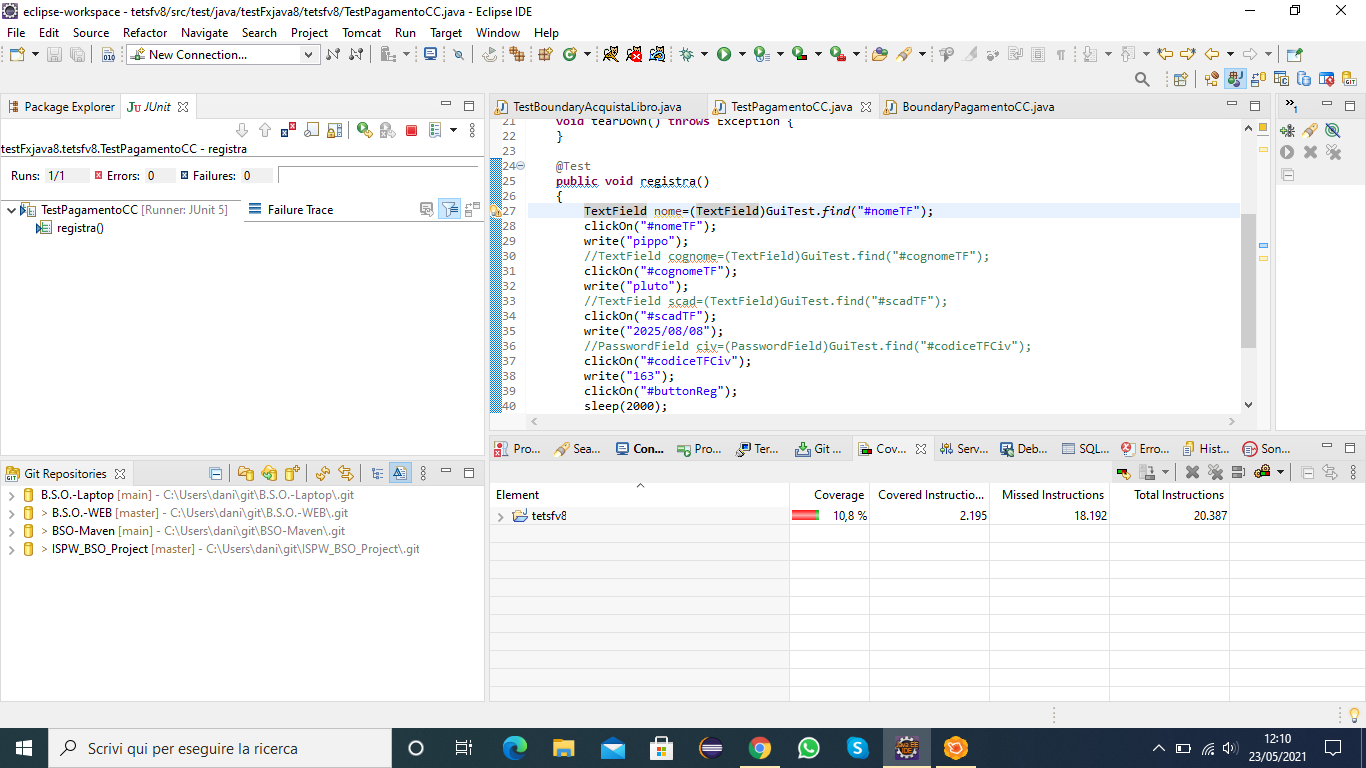 eclipse-workspace - tetsfv8/src/test/java/testFxjava8/tetsfv8/TestPagamentoCC.java - Eclipse IDE
File Edit Source Refactor Navigate Search Project Tomcat Run Target Window Help
New Connection...
Package Explorer JUnit
testFxjava8.tetsfv8.TestPagamentoCC - registra
Runs: 1/1 Errors: 0 Failures: 0
TestPagamentoCC [Runner: JUnit 5]
Failure Trace
registra()
TestBoundaryAcquistaLibro.java TestPagamentoCC.java BoundaryPagamentoCC.java
21 void tearDown() throws Exception {
22 }
23
24 @Test
25 public void registra()
26 {
27 TextField nome=(TextField)GuiTest.find("#nomeTF");
28 clickOn("#nomeTF");
29 write("pippo");
30 //TextField cognome=(TextField)GuiTest.find("#cognomeTF");
31 clickOn("#cognomeTF");
32 write("pluto");
33 //TextField scad=(TextField)GuiTest.find("#scadTF");
34 clickOn("#scadTF");
35 write("2025/08/08");
36 //PasswordField civ=(PasswordField)GuiTest.find("#codiceTFCiv");
37 clickOn("#codiceTFCiv");
38 write("163");
39 clickOn("#buttonReg");
40 sleep(2000);
Git Repositories
B.S.O.-Laptop [main] - C:\Users\dani\git\B.S.O.-Laptop\.git
> B.S.O.-WEB [master] - C:\Users\dani\git\B.S.O.-WEB\.git
> BSO-Maven [main] - C:\Users\dani\git\BSO-Maven\.git
> ISPW_BSO_Project [master] - C:\Users\dani\git\ISPW_BSO_Project\.git
Pro... Sea... Con... Pro... Ter... Git ... Cov... Serv... Deb... SQL... Erro... Hist... Son...
Element Coverage Covered Instructio... Missed Instructions Total Instructions
tetsfv8 10,8 % 2.195 18.192 20.387
Scrivi qui per eseguire la ricerca
12:10
23/05/2021